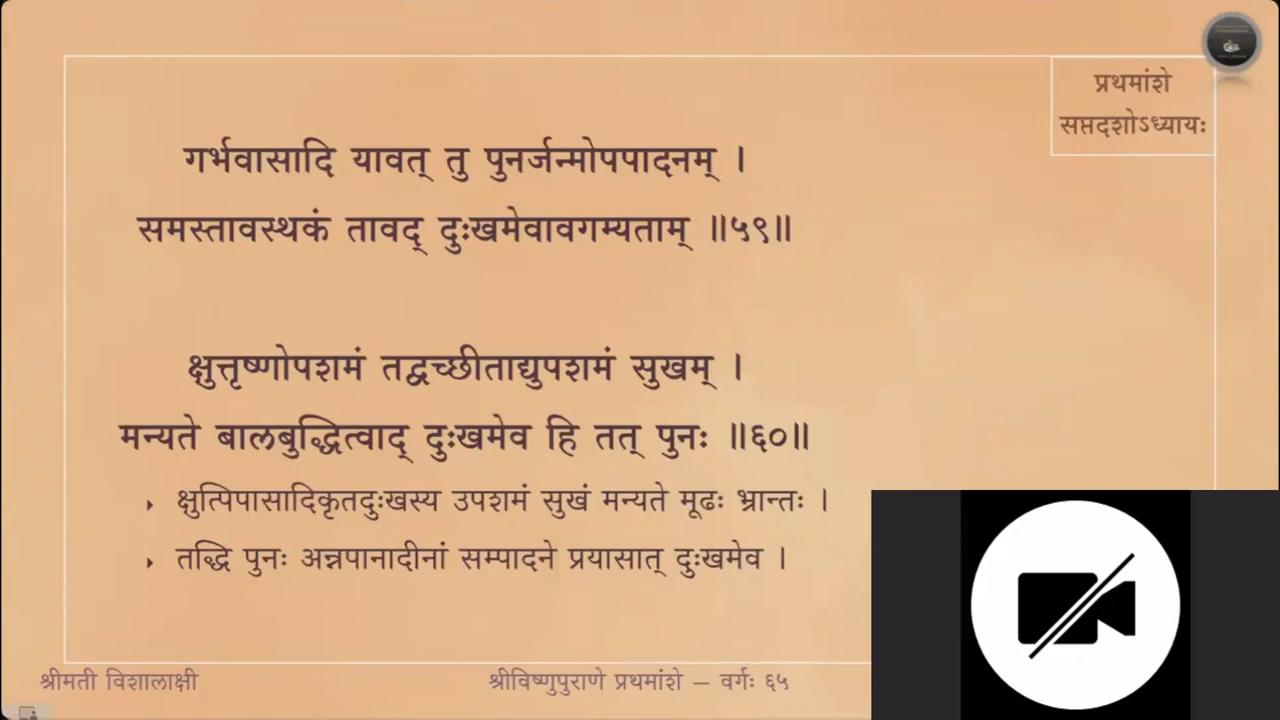 प्रथमांशे
सप्तदशोऽध्यायः
गर्भवासादि यावत् तु पुनर्जन्मोपपादनम् ।
समस्तावस्थकं तावद् दुःखमेवावगम्यताम् ॥५९॥
क्षुत्तृष्णोपशमं तद्वच्छीताद्युपशमं सुखम् ।
मन्यते बालबुद्धित्वाद् दुःखमेव हि तत् पुनः ॥६०॥
क्षुत्पिपासादिकृतदुःखस्य उपशमं सुखं मन्यते मूढः भ्रान्तः ।
तद्धि पुनः अन्नपानादीनां सम्पादने प्रयासात् दुःखमेव ।
श्रीमती विशालाक्षी
श्रीविष्णुपुराणे प्रथमांशे – वर्गः ६५